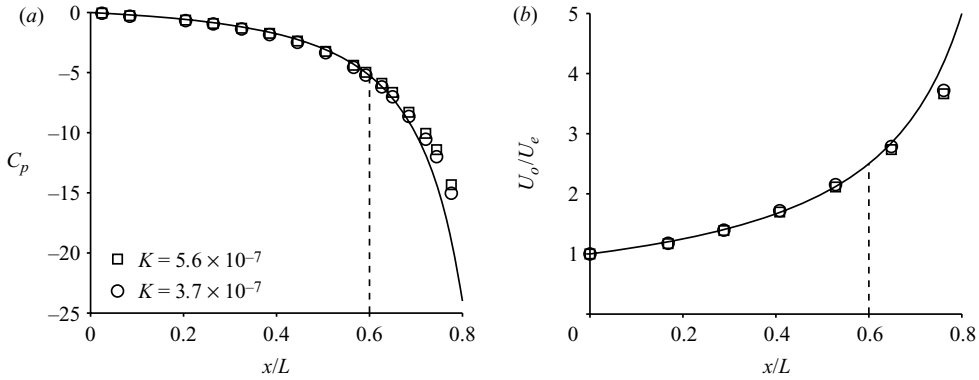 (a)
0
–5
–10
–15
–20
–25
C_p
K = 5.6 × 10⁻⁷
K = 3.7 × 10⁻⁷
0 0.2 0.4 0.6 0.8
x/L
(b)
5
4
3
2
1
U_o/U_e
0 0.2 0.4 0.6 0.8
x/L